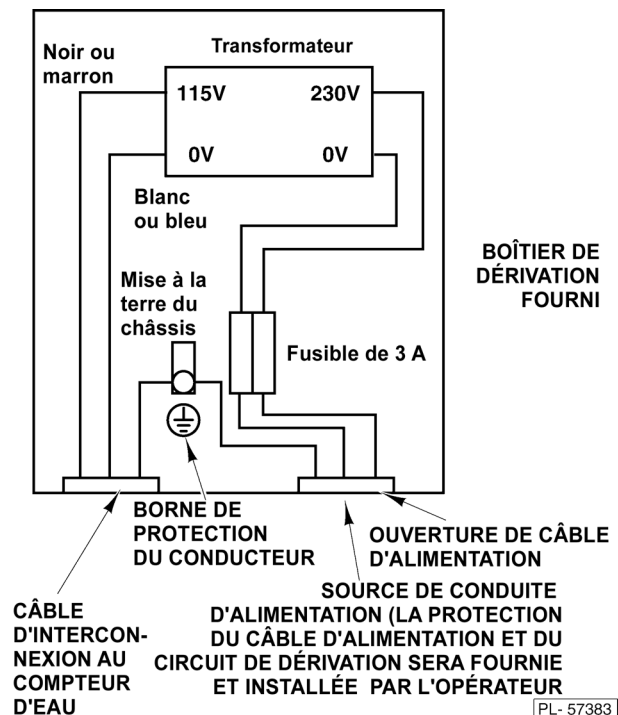 Noir ou
marron
Transformateur
115V
230V
0V
0V
Blanc
ou bleu
BOÎTIER DE
DÉRIVATION
FOURNI
Mise à la
terre du
châssis
Fusible de 3 A
BORNE DE
PROTECTION
DU CONDUCTEUR
OUVERTURE DE CÂBLE
D'ALIMENTATION
CÂBLE
D'INTERCON-
NEXION AU
COMPTEUR
D'EAU
SOURCE DE CONDUITE
D'ALIMENTATION (LA PROTECTION
DU CÂBLE D'ALIMENTATION ET DU
CIRCUIT DE DÉRIVATION SERA FOURNIE
ET INSTALLÉE PAR L'OPÉRATEUR
PL- 57383